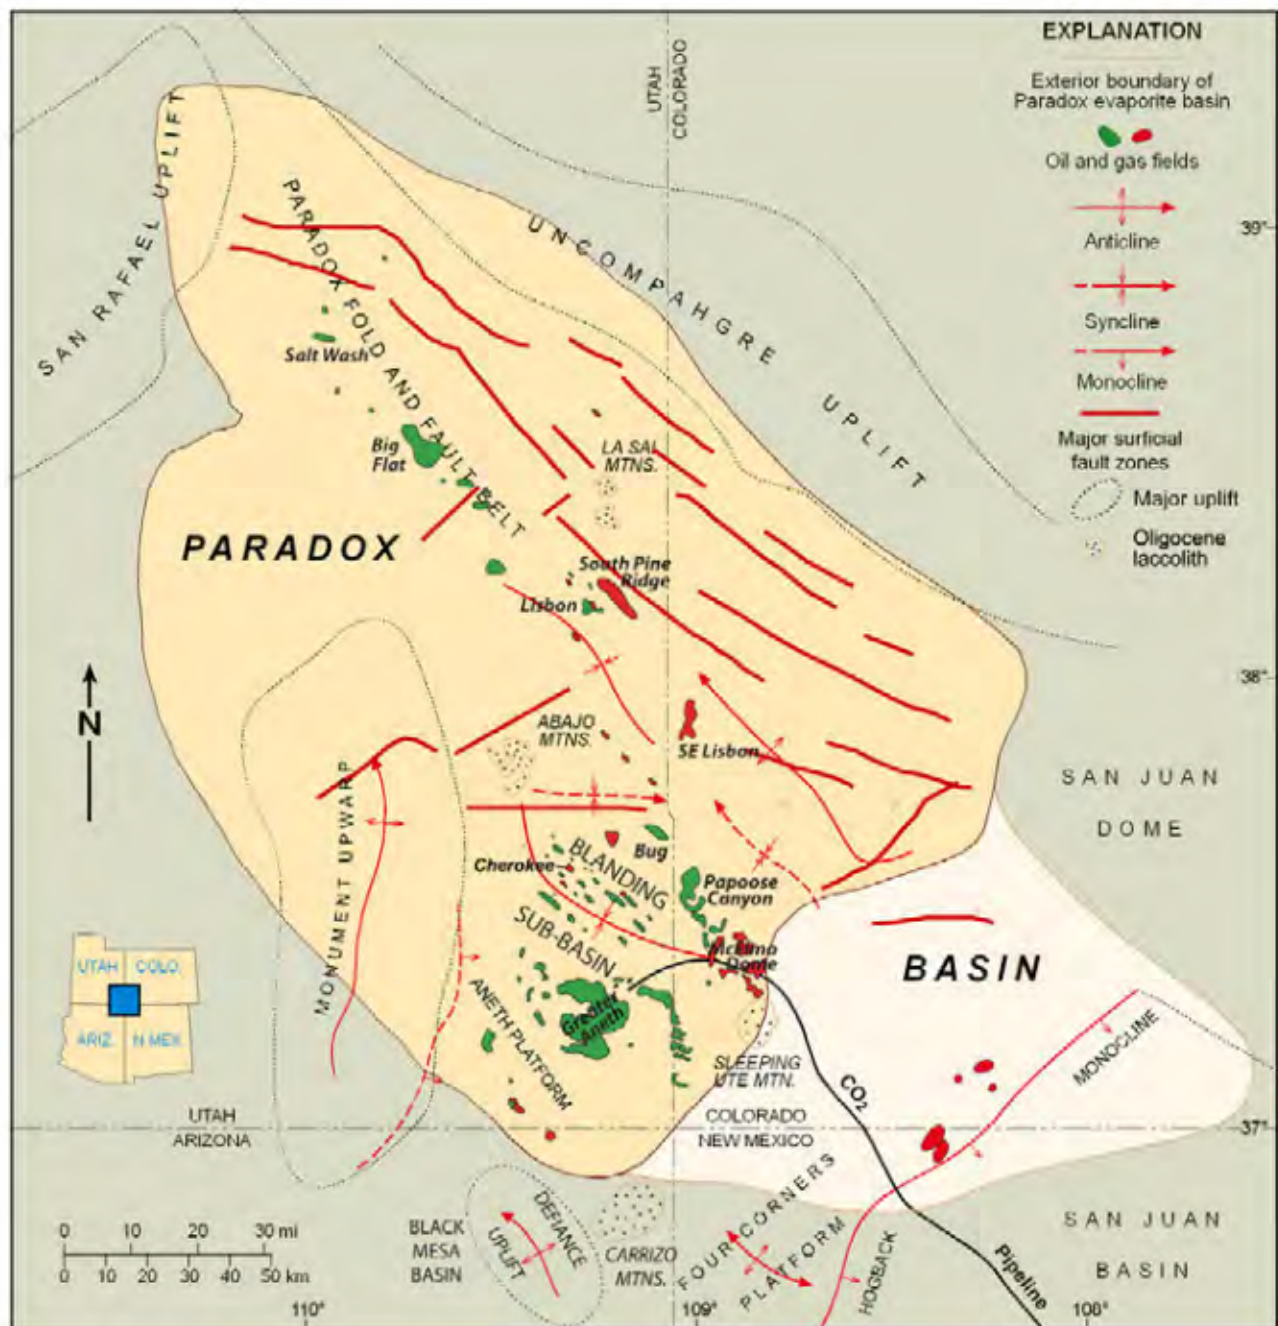 EXPLANATION
Exterior boundary of
Paradox evaporite basin
Oil and gas fields
Anticline
Syncline
Monocline
Major surficial
fault zones
Major uplift
Oligocene
laccolith
UTAH
COLORADO
39°
38°
37°
SAN RAFAEL UPLIFT
UNCOMPAHGRE UPLIFT
PARADOX FOLD AND FAULT BELT
Salt Wash
Big
Flat
LA SAL
MTNS.
PARADOX
South Pine
Ridge
Lisbon
N
ABAJO
MTNS.
SE Lisbon
SAN JUAN
DOME
MONUMENT UPWARP
Bug
Cherokee
BLANDING
SUB-BASIN
Papoose
Canyon
McElmo
Dome
BASIN
Greater
Aneth
ANETH PLATFORM
SLEEPING
UTE MTN.
CO2
MONOCLINE
UTAH
COLO.
ARIZ.
N MEX.
UTAH
ARIZONA
COLORADO
NEW MEXICO
0 10 20 30 mi
0 10 20 30 40 50 km
BLACK
MESA
BASIN
DEFIANCE
UPLIFT
CARRIZO
MTNS.
FOUR CORNERS
PLATFORM
HOGBACK
Pipeline
SAN JUAN
BASIN
110°
109°
108°